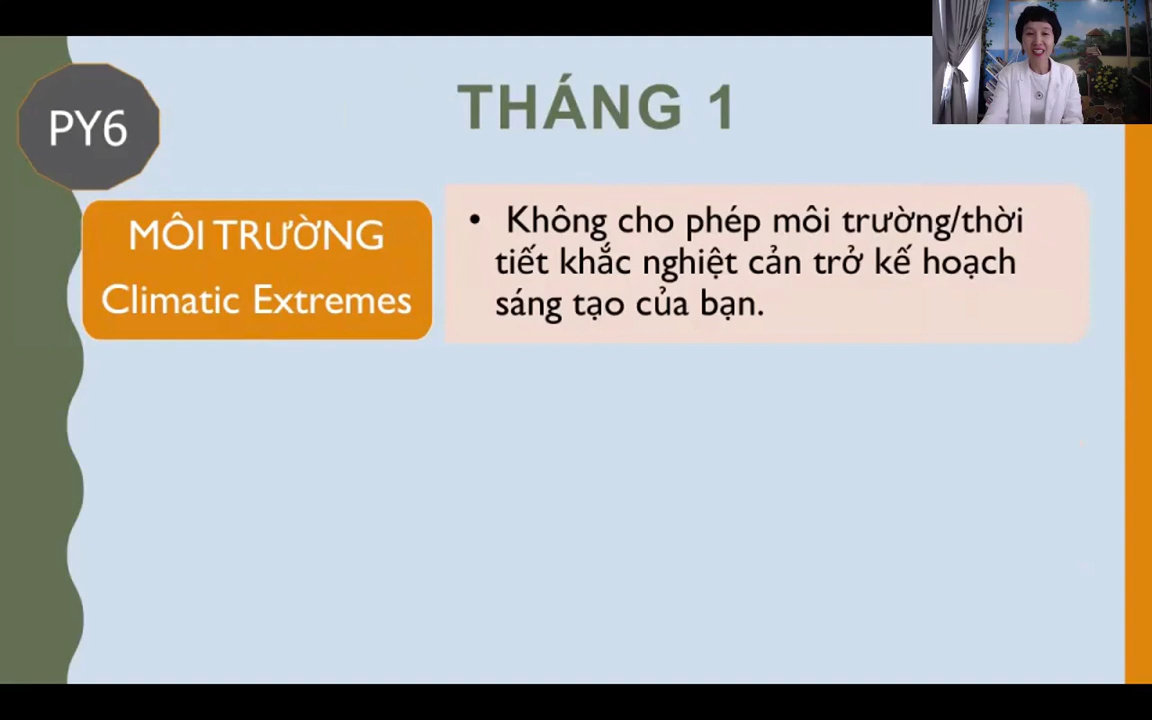 PY6
THÁNG 1
MÔI TRƯỜNG
Climatic Extremes
• Không cho phép môi trường/thời
tiết khắc nghiệt cản trở kế hoạch
sáng tạo của bạn.